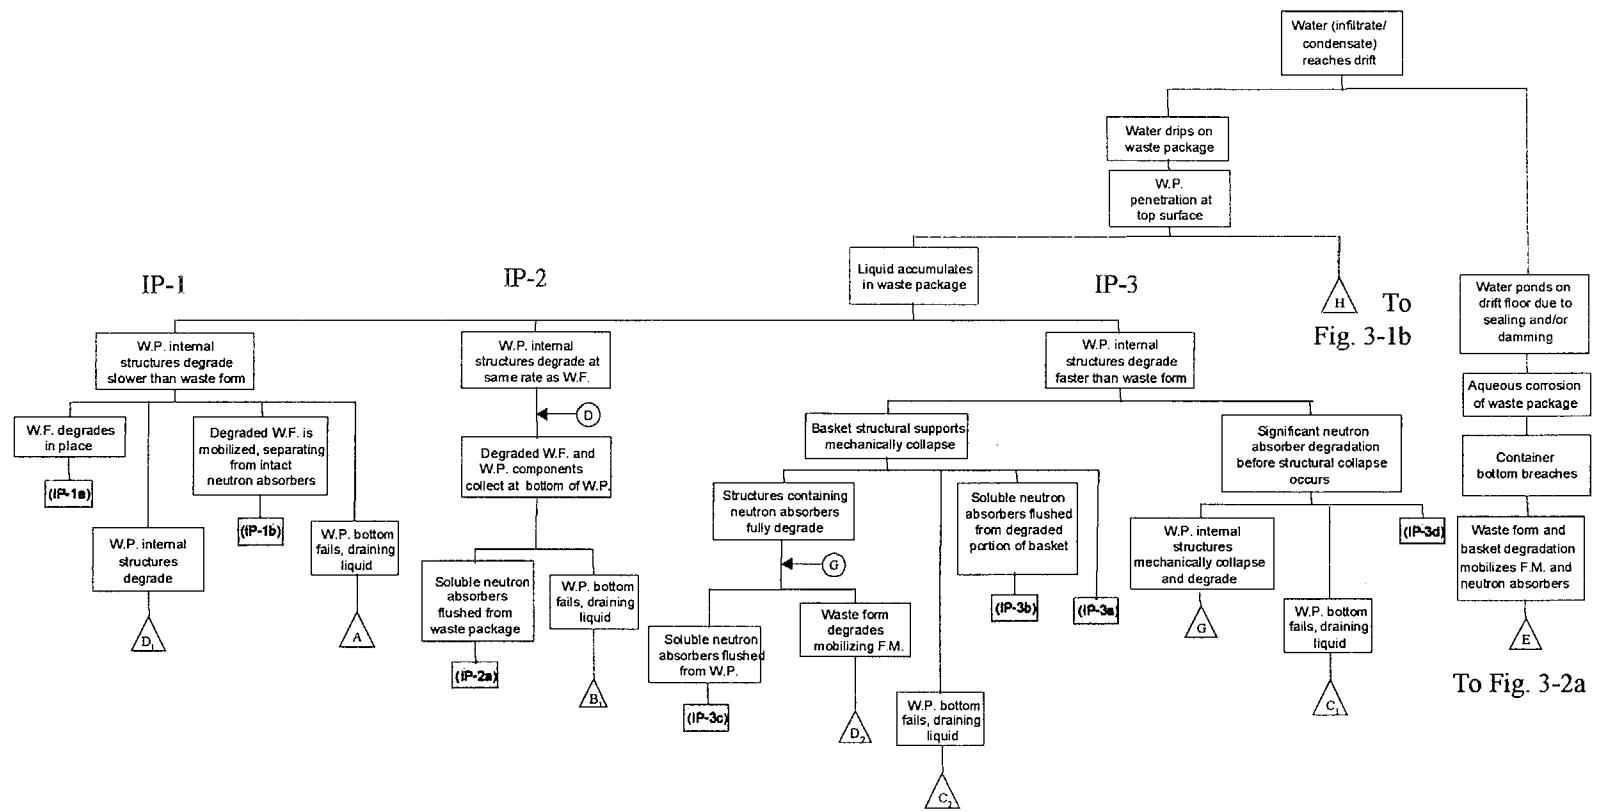 Water (infiltrate/
condensate)
reaches drift
Water drips on
waste package
W.P.
penetration at
top surface
Liquid accumulates
in waste package
H
To
Fig. 3-1b
Water ponds on
drift floor due to
sealing and/or
damming
Aqueous corrosion
of waste package
Container
bottom breaches
Waste form and
basket degradation
mobilizes F.M. and
neutron absorbers
E
To Fig. 3-2a
IP-1
W.P. internal
structures degrade
slower than waste form
W.F. degrades
in place
(IP-1a)
W.P. internal
structures
degrade
D1
Degraded W.F. is
mobilized, separating
from intact
neutron absorbers
(IP-1b)
W.P. bottom
fails, draining
liquid
A
IP-2
W.P. internal
structures degrade at
same rate as W.F.
D
Degraded W.F. and
W.P. components
collect at bottom of W.P.
Soluble neutron
absorbers
flushed from
waste package
(IP-2a)
W.P. bottom
fails, draining
liquid
B1
IP-3
W.P. internal
structures degrade
faster than waste form
Basket structural supports
mechanically collapse
Structures containing
neutron absorbers
fully degrade
G
Soluble neutron
absorbers flushed
from W.P.
(IP-3c)
Waste form
degrades
mobilizing F.M.
D2
W.P. bottom
fails, draining
liquid
C2
Soluble neutron
absorbers flushed
from degraded
portion of basket
(IP-3b)
(IP-3a)
Significant neutron
absorber degradation
before structural collapse
occurs
W.P. internal
structures
mechanically collapse
and degrade
G
W.P. bottom
fails, draining
liquid
C1
(IP-3d)